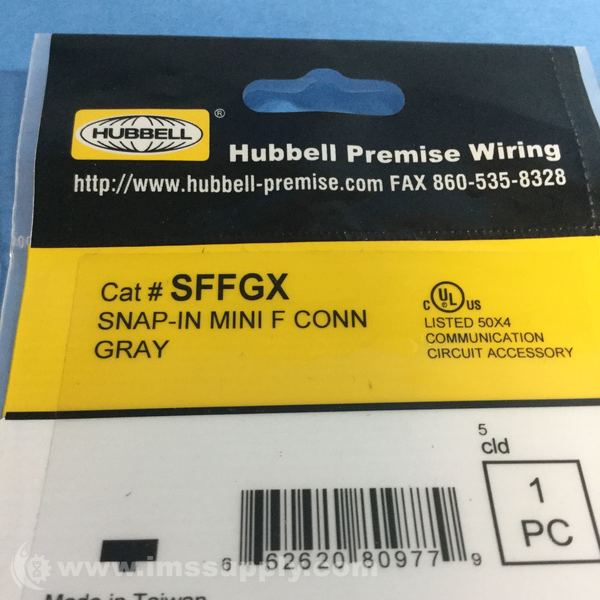 HUBBELL ®
Hubbell Premise Wiring
http://www.hubbell-premise.com FAX 860-535-8328
Cat # SFFGX
SNAP-IN MINI F CONN
GRAY
C UL US
LISTED 50X4
COMMUNICATION
CIRCUIT ACCESSORY
5
cld
1
PC
6 62620 80977 9
www.imssupply.com
Made in Taiwan